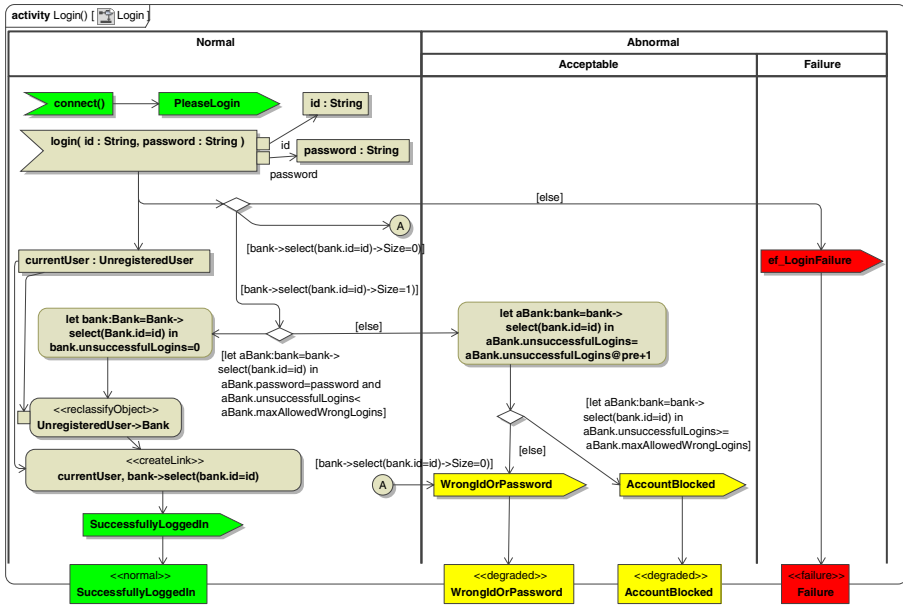 activity Login() [ Login ]
Normal
Abnormal
Acceptable
Failure
connect()
PleaseLogin
id : String
login( id : String, password : String )
id
password : String
password
[else]
A
[bank->select(bank.id=id)->Size=0)]
currentUser : UnregisteredUser
ef_LoginFailure
[bank->select(bank.id=id)->Size=1)]
let bank:Bank=Bank->
select(Bank.id=id) in
bank.unsuccessfulLogins=0
[else]
let aBank:bank=bank->
select(bank.id=id) in
aBank.unsuccessfulLogins=
aBank.unsuccessfulLogins@pre+1
[let aBank:bank=bank->
select(bank.id=id) in
aBank.password=password and
aBank.unsuccessfulLogins<
aBank.maxAllowedWrongLogins]
[let aBank:bank=bank->
select(bank.id=id) in
aBank.unsuccessfulLogins>=
aBank.maxAllowedWrongLogins]
<<reclassifyObject>>
UnregisteredUser->Bank
[else]
<<createLink>>
currentUser, bank->select(bank.id=id)
[bank->select(bank.id=id)->Size=0)]
A
WrongIdOrPassword
AccountBlocked
SuccessfullyLoggedIn
<<normal>>
SuccessfullyLoggedIn
<<degraded>>
WrongIdOrPassword
<<degraded>>
AccountBlocked
<<failure>>
Failure